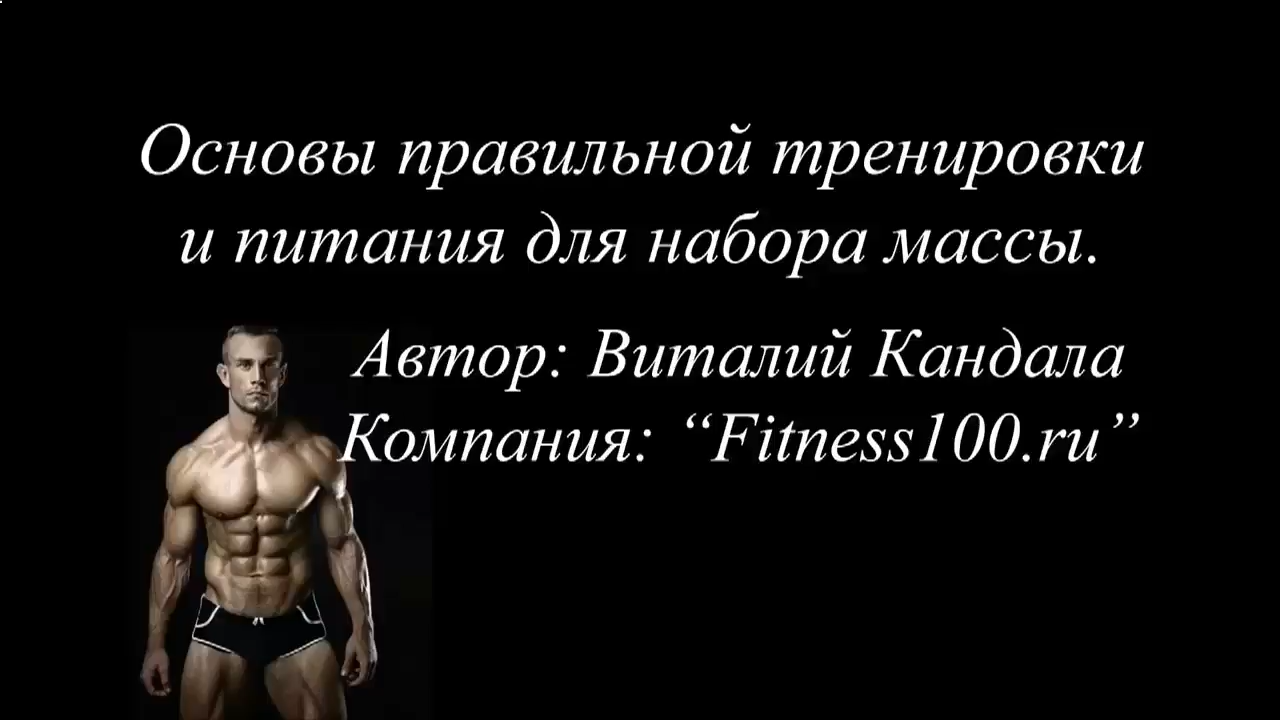 Основы правильной тренировки
и питания для набора массы.
Автор: Виталий Кандала
Компания: “Fitness100.ru”